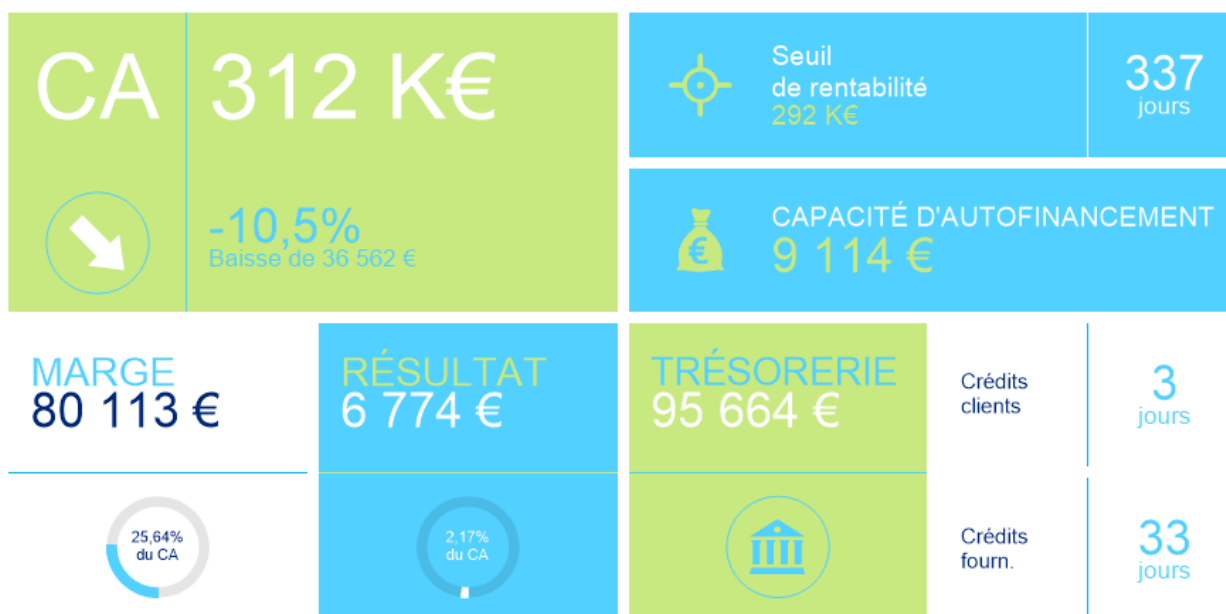 CA
312 K€
-10,5%
Baisse de 36 562 €
Seuil
de rentabilité
292 K€
337
jours
CAPACITÉ D'AUTOFINANCEMENT
9 114 €
MARGE
80 113 €
25,64%
du CA
RÉSULTAT
6 774 €
2,17%
du CA
TRÉSORERIE
95 664 €
Crédits
clients
3
jours
Crédits
fourn.
33
jours